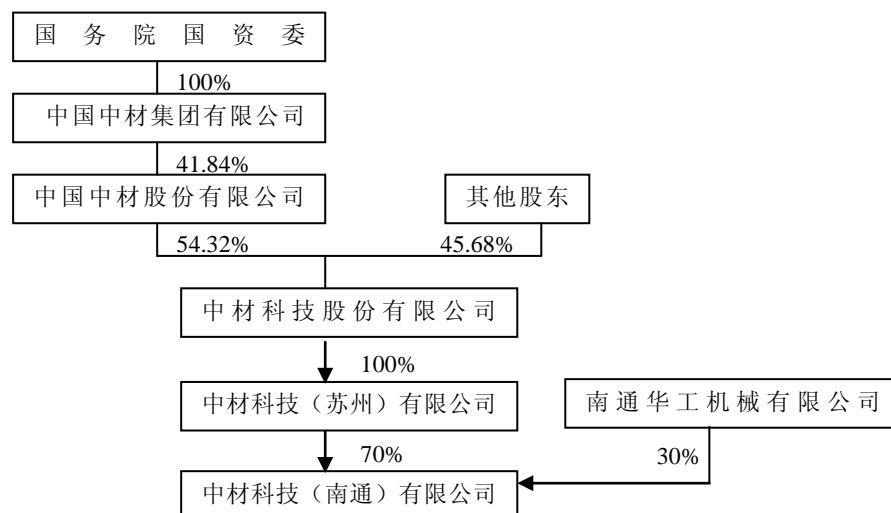 国务院国资委
100%
中国中材集团有限公司
41.84%
中国中材股份有限公司
其他股东
54.32%
45.68%
中材科技股份有限公司
100%
中材科技（苏州）有限公司
南通华工机械有限公司
70%
30%
中材科技（南通）有限公司